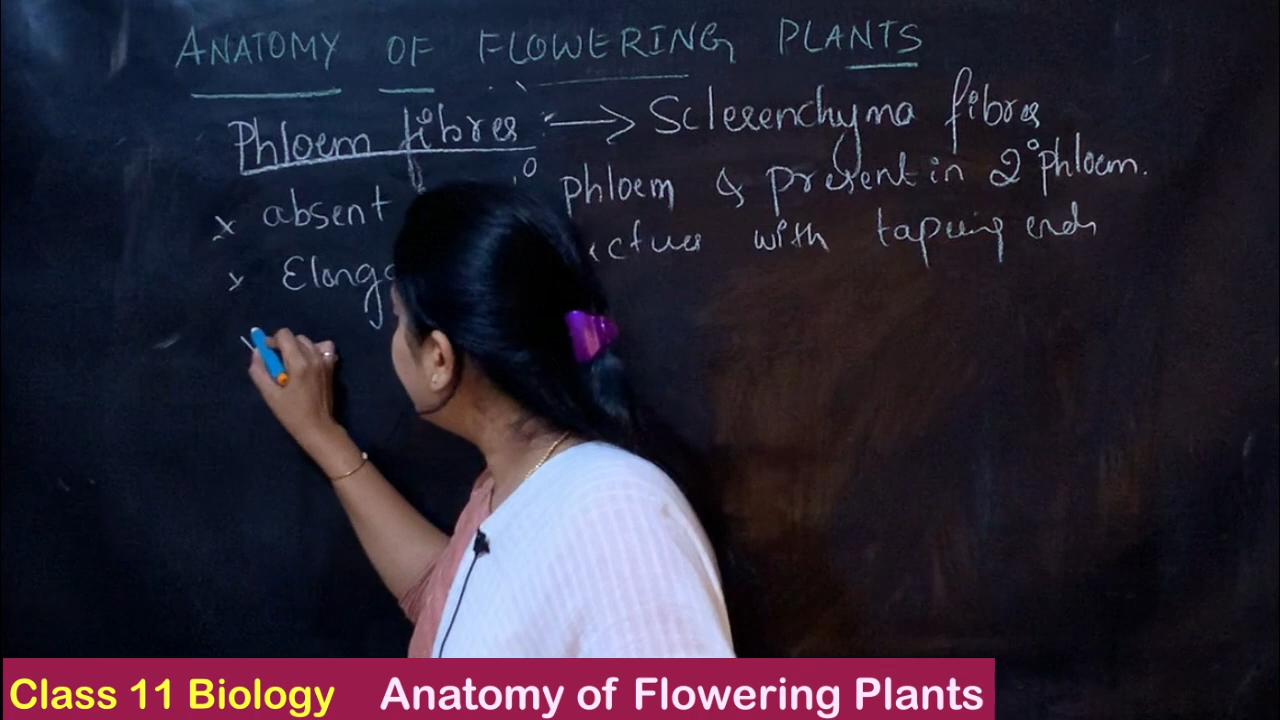 ANATOMY OF FLOWERING PLANTS
Phloem fibres : → Sclerenchyma fibres
x absent 1° phloem & present in 2° phloem.
x with tapering ends
Class 11 Biology Anatomy of Flowering Plants